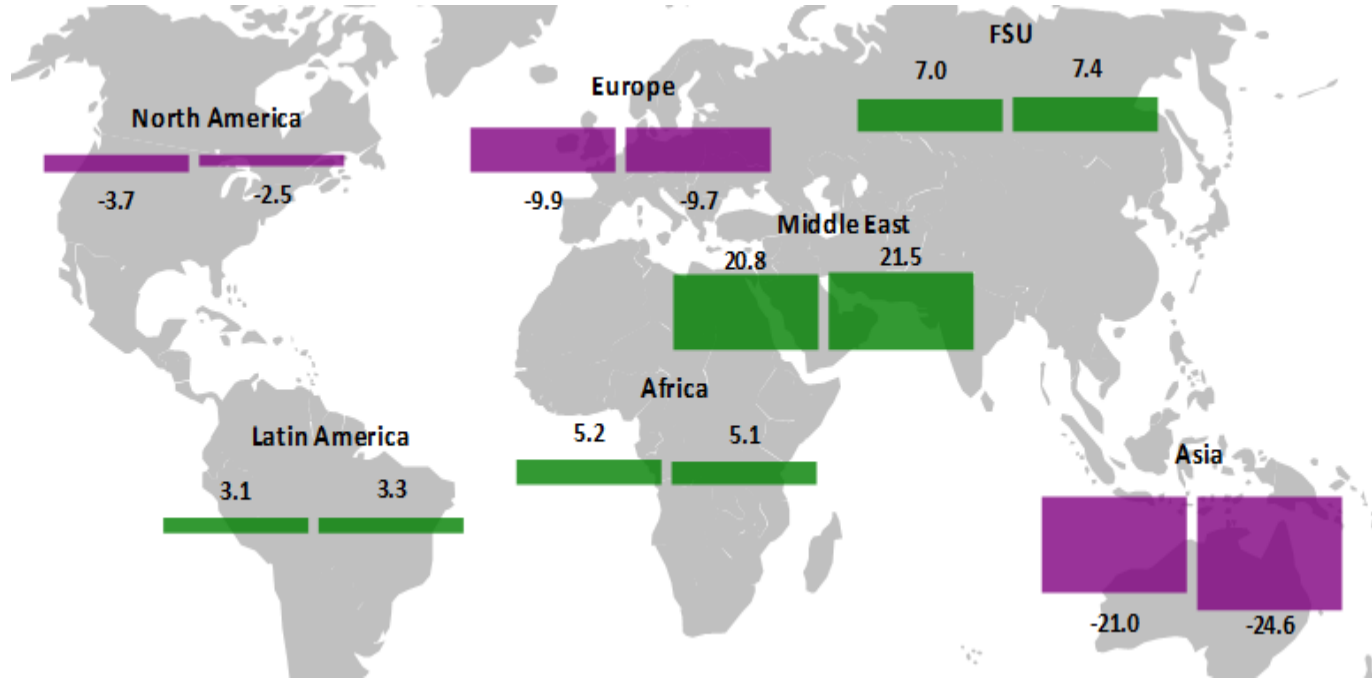 FSU
7.0 7.4
Europe
-9.9 -9.7
North America
-3.7 -2.5
Middle East
20.8 21.5
Africa
5.2 5.1
Latin America
3.1 3.3
Asia
-21.0 -24.6